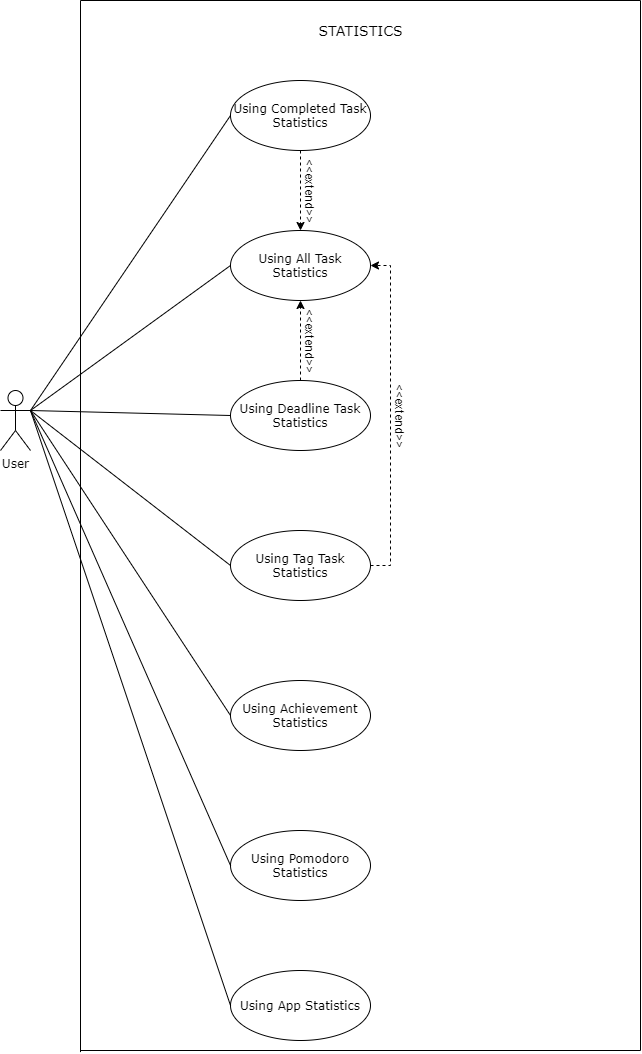 STATISTICS
Using Completed Task
Statistics
<<extend>>
Using All Task
Statistics
<<extend>>
Using Deadline Task
Statistics
<<extend>>
User
Using Tag Task
Statistics
Using Achievement
Statistics
Using Pomodoro
Statistics
Using App Statistics